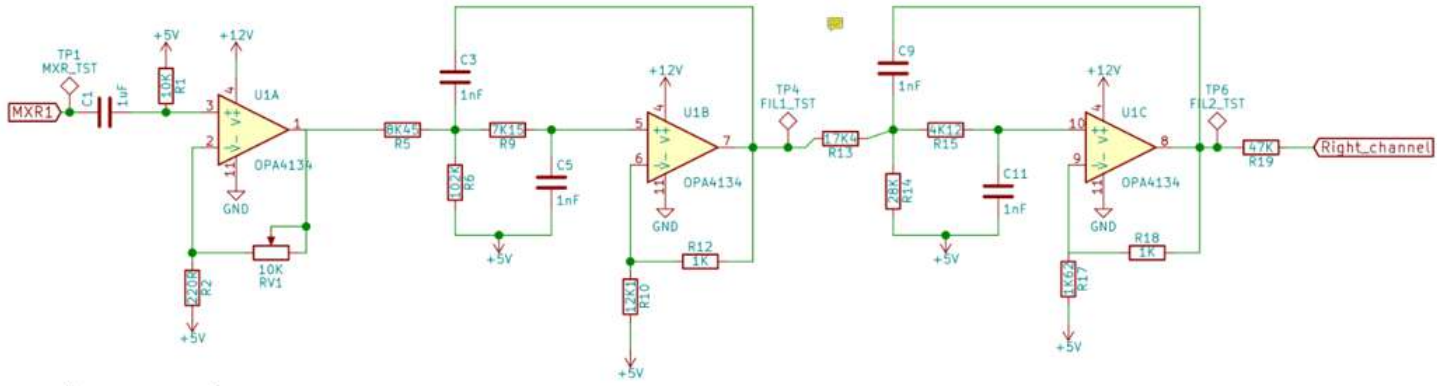 TP1
MXR_TST
MXR1
C1
1uF
+5V
10K
R1
+12V
3
2
4
11
1
V+
V-
U1A
OPA4134
GND
10K
RV1
220R
R2
+5V
8K45
R5
C3
1nF
7K15
R9
102K
R6
C5
1nF
+5V
+12V
5
6
4
11
7
V+
V-
U1B
OPA4134
GND
R12
1K
12K1
R10
+5V
TP4
FIL1_TST
17K4
R13
C9
1nF
4K12
R15
28K
R14
C11
1nF
+5V
+12V
10
9
4
11
8
V+
V-
U1C
OPA4134
GND
R18
1K
1K62
R17
+5V
TP6
FIL2_TST
47K
R19
Right_channel